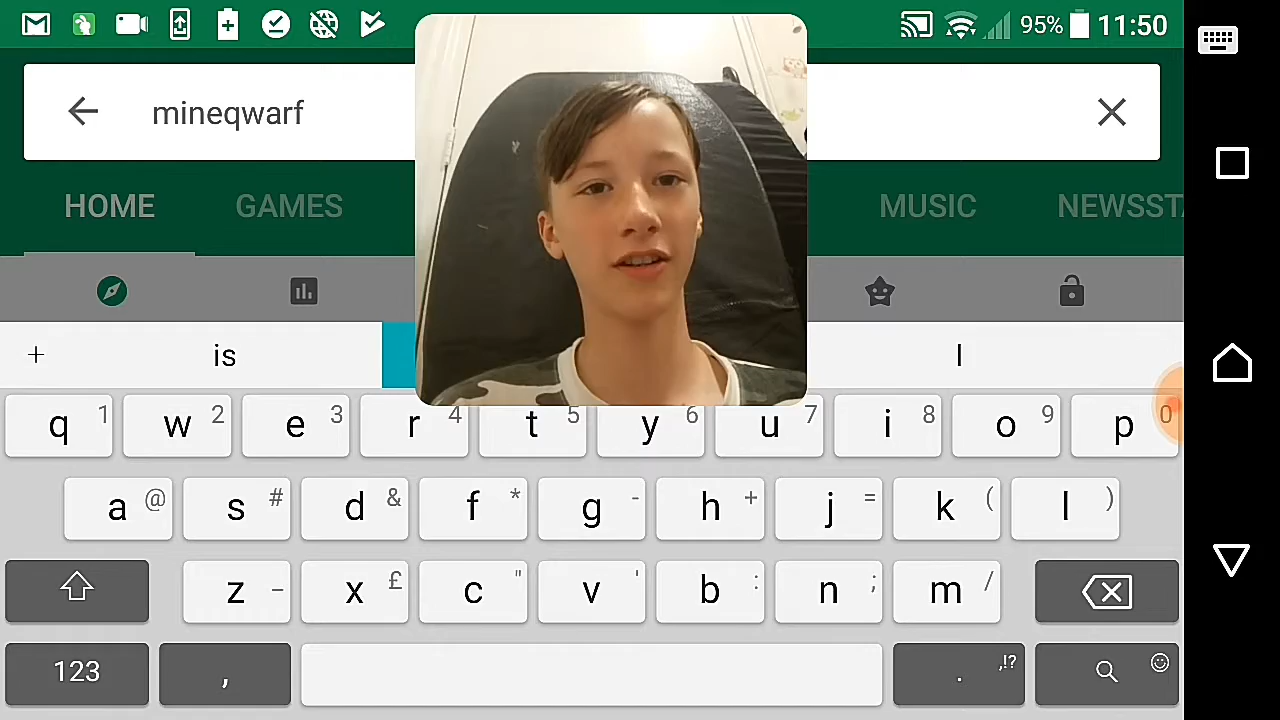 95% 11:50
mineqwarf
HOME GAMES MUSIC NEWSSTA
+ is I
q 1 w 2 e 3 r 4 t 5 y 6 u 7 i 8 o 9 p 0
a @ s # d & f * g - h + j = k ( l )
z _ x £ c " v ' b : n ; m /
123 , . ,!?